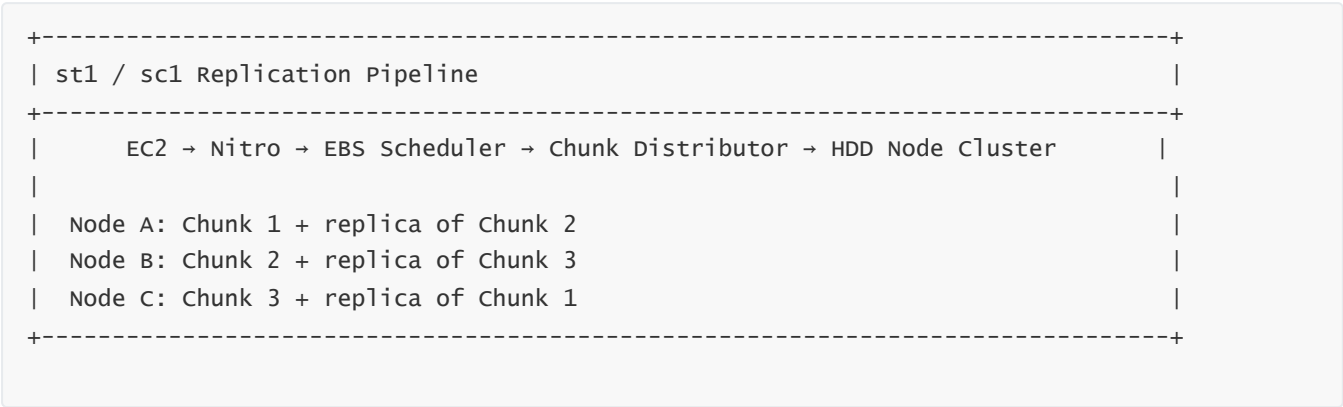 +--------------------------------------------------------------------------------+
| st1 / sc1 Replication Pipeline                                                 |
+--------------------------------------------------------------------------------+
|      EC2 → Nitro → EBS Scheduler → Chunk Distributor → HDD Node Cluster       |
|                                                                                |
|  Node A: Chunk 1 + replica of Chunk 2                                          |
|  Node B: Chunk 2 + replica of Chunk 3                                          |
|  Node C: Chunk 3 + replica of Chunk 1                                          |
+--------------------------------------------------------------------------------+